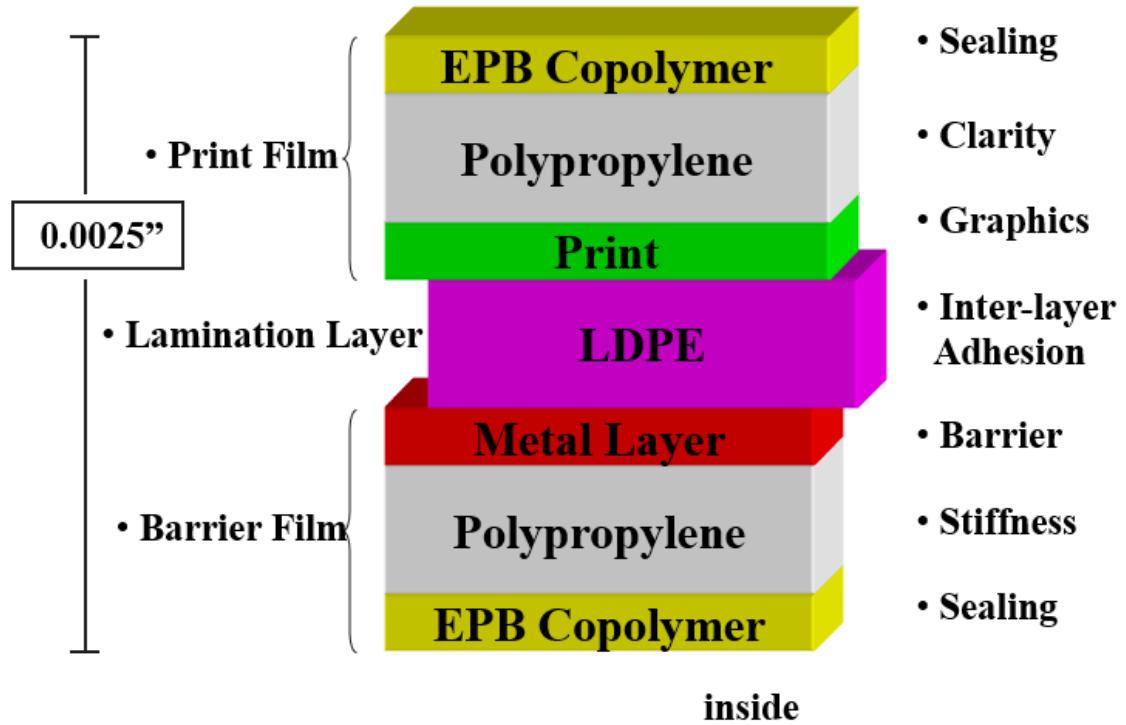 EPB Copolymer
• Sealing
• Print Film
Polypropylene
• Clarity
0.0025”
Print
• Graphics
• Lamination Layer
LDPE
• Inter-layer
Adhesion
Metal Layer
• Barrier
• Barrier Film
Polypropylene
• Stiffness
EPB Copolymer
• Sealing
inside